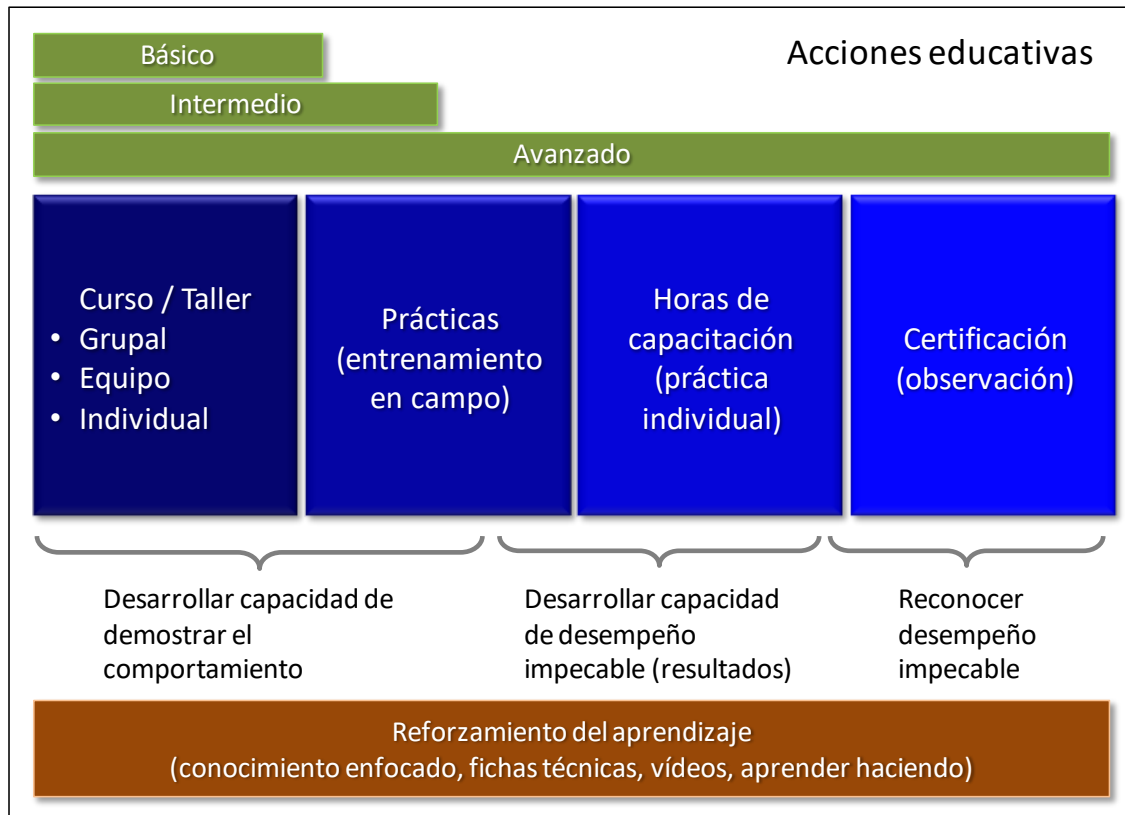 Acciones educativas
Básico
Intermedio
Avanzado
Curso / Taller
• Grupal
• Equipo
• Individual
Prácticas
(entrenamiento
en campo)
Horas de
capacitación
(práctica
individual)
Certificación
(observación)
Desarrollar capacidad de
demostrar el
comportamiento
Desarrollar capacidad
de desempeño
impecable (resultados)
Reconocer
desempeño
impecable
Reforzamiento del aprendizaje
(conocimiento enfocado, fichas técnicas, vídeos, aprender haciendo)